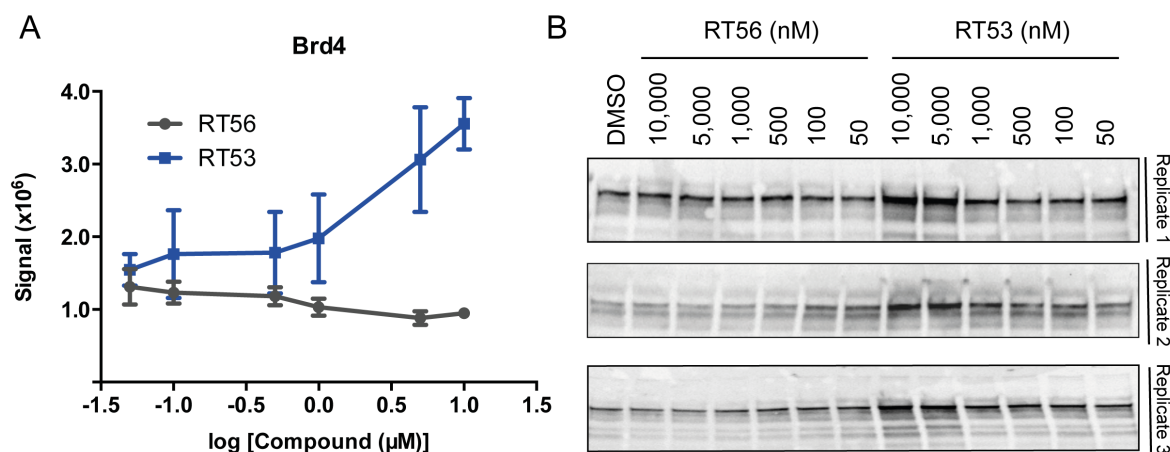 A
Brd4
4.0
3.0
2.0
1.0
Signal (x10⁶)
RT56
RT53
-1.5 -1.0 -0.5 0.0 0.5 1.0 1.5
log [Compound (µM)]
B
RT56 (nM) RT53 (nM)
DMSO 10,000 5,000 1,000 500 100 50 10,000 5,000 1,000 500 100 50
Replicate 1
Replicate 2
Replicate 3